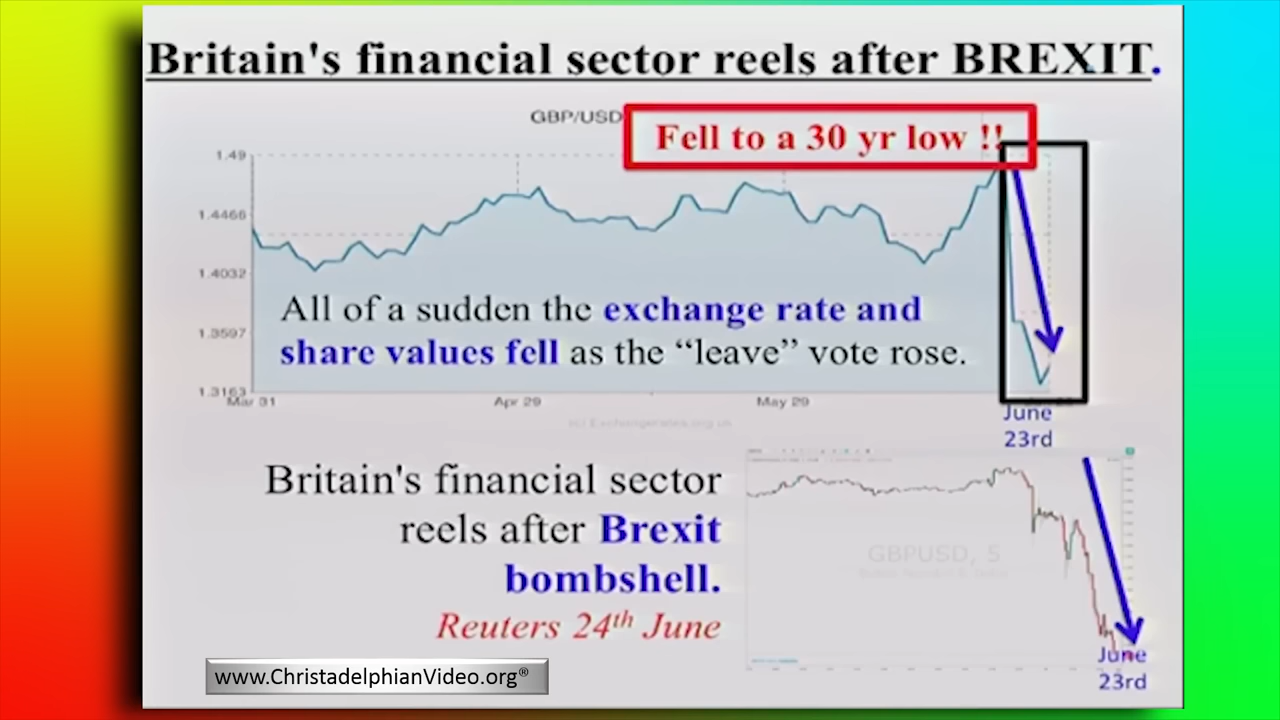 Britain's financial sector reels after BREXIT.
GBP/USD
Fell to a 30 yr low !!
1.49
1.4466
1.4032
All of a sudden the exchange rate and
1.3597
share values fell as the “leave” vote rose.
1.3163
Mar 31
Apr 29
May 29
June
23rd
(c) Exchangerates.org.uk
Britain's financial sector
reels after Brexit
bombshell.
Reuters 24th June
GBPUSD, 5
June
23rd
www.ChristadelphianVideo.org®